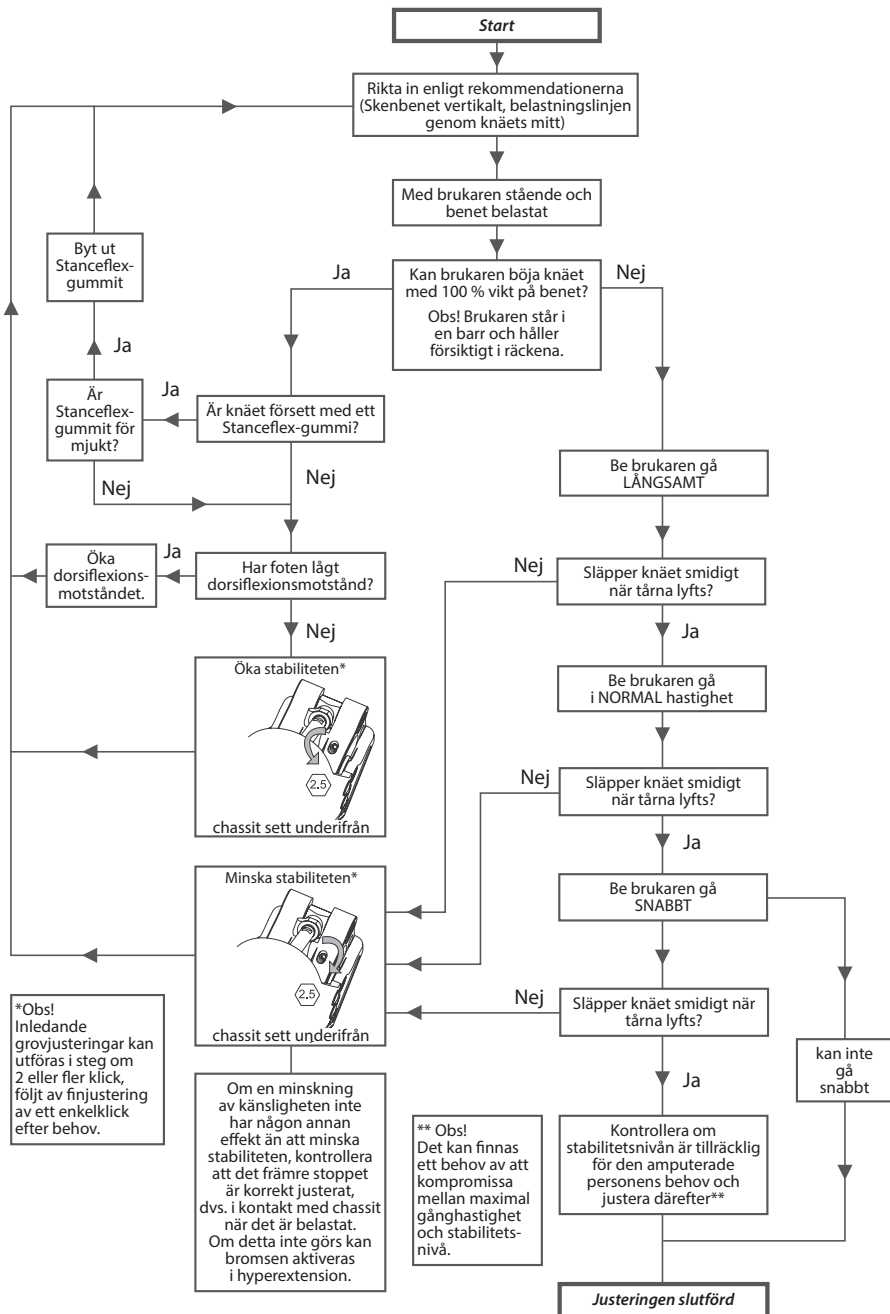 Start
Rikta in enligt rekommendationerna
(Skenbenet vertikalt, belastningslinjen
genom knäets mitt)
Med brukaren stående och
benet belastat
Kan brukaren böja knäet
med 100 % vikt på benet?
Obs! Brukaren står i
en barr och håller
försiktigt i räckena.
Ja
Nej
Byt ut
Stanceflex-
gummit
Ja
Är
Stanceflex-
gummit för
mjukt?
Ja
Är knäet försett med ett
Stanceflex-gummi?
Nej
Nej
Be brukaren gå
LÅNGSAMT
Öka
dorsiflexions-
motståndet.
Ja
Har foten lågt
dorsiflexionsmotstånd?
Nej
Nej
Släpper knäet smidigt
när tårna lyfts?
Ja
Öka stabiliteten*
2.5
chassit sett underifrån
Be brukaren gå
i NORMAL hastighet
Nej
Släpper knäet smidigt
när tårna lyfts?
Ja
Minska stabiliteten*
2.5
chassit sett underifrån
Be brukaren gå
SNABBT
Nej
Släpper knäet smidigt när
tårna lyfts?
Ja
kan inte
gå
snabbt
*Obs!
Inledande
grovjusteringar kan
utföras i steg om
2 eller fler klick,
följt av finjustering
av ett enkelklick
efter behov.
Om en minskning
av känsligheten inte
har någon annan
effekt än att minska
stabiliteten, kontrollera
att det främre stoppet
är korrekt justerat,
dvs. i kontakt med chassit
när det är belastat.
Om detta inte görs kan
bromsen aktiveras
i hyperextension.
** Obs!
Det kan finnas
ett behov av att
kompromissa
mellan maximal
gånghastighet
och stabilitets-
nivå.
Kontrollera om
stabilitetsnivån är tillräcklig
för den amputerade
personens behov och
justera därefter**
Justeringen slutförd